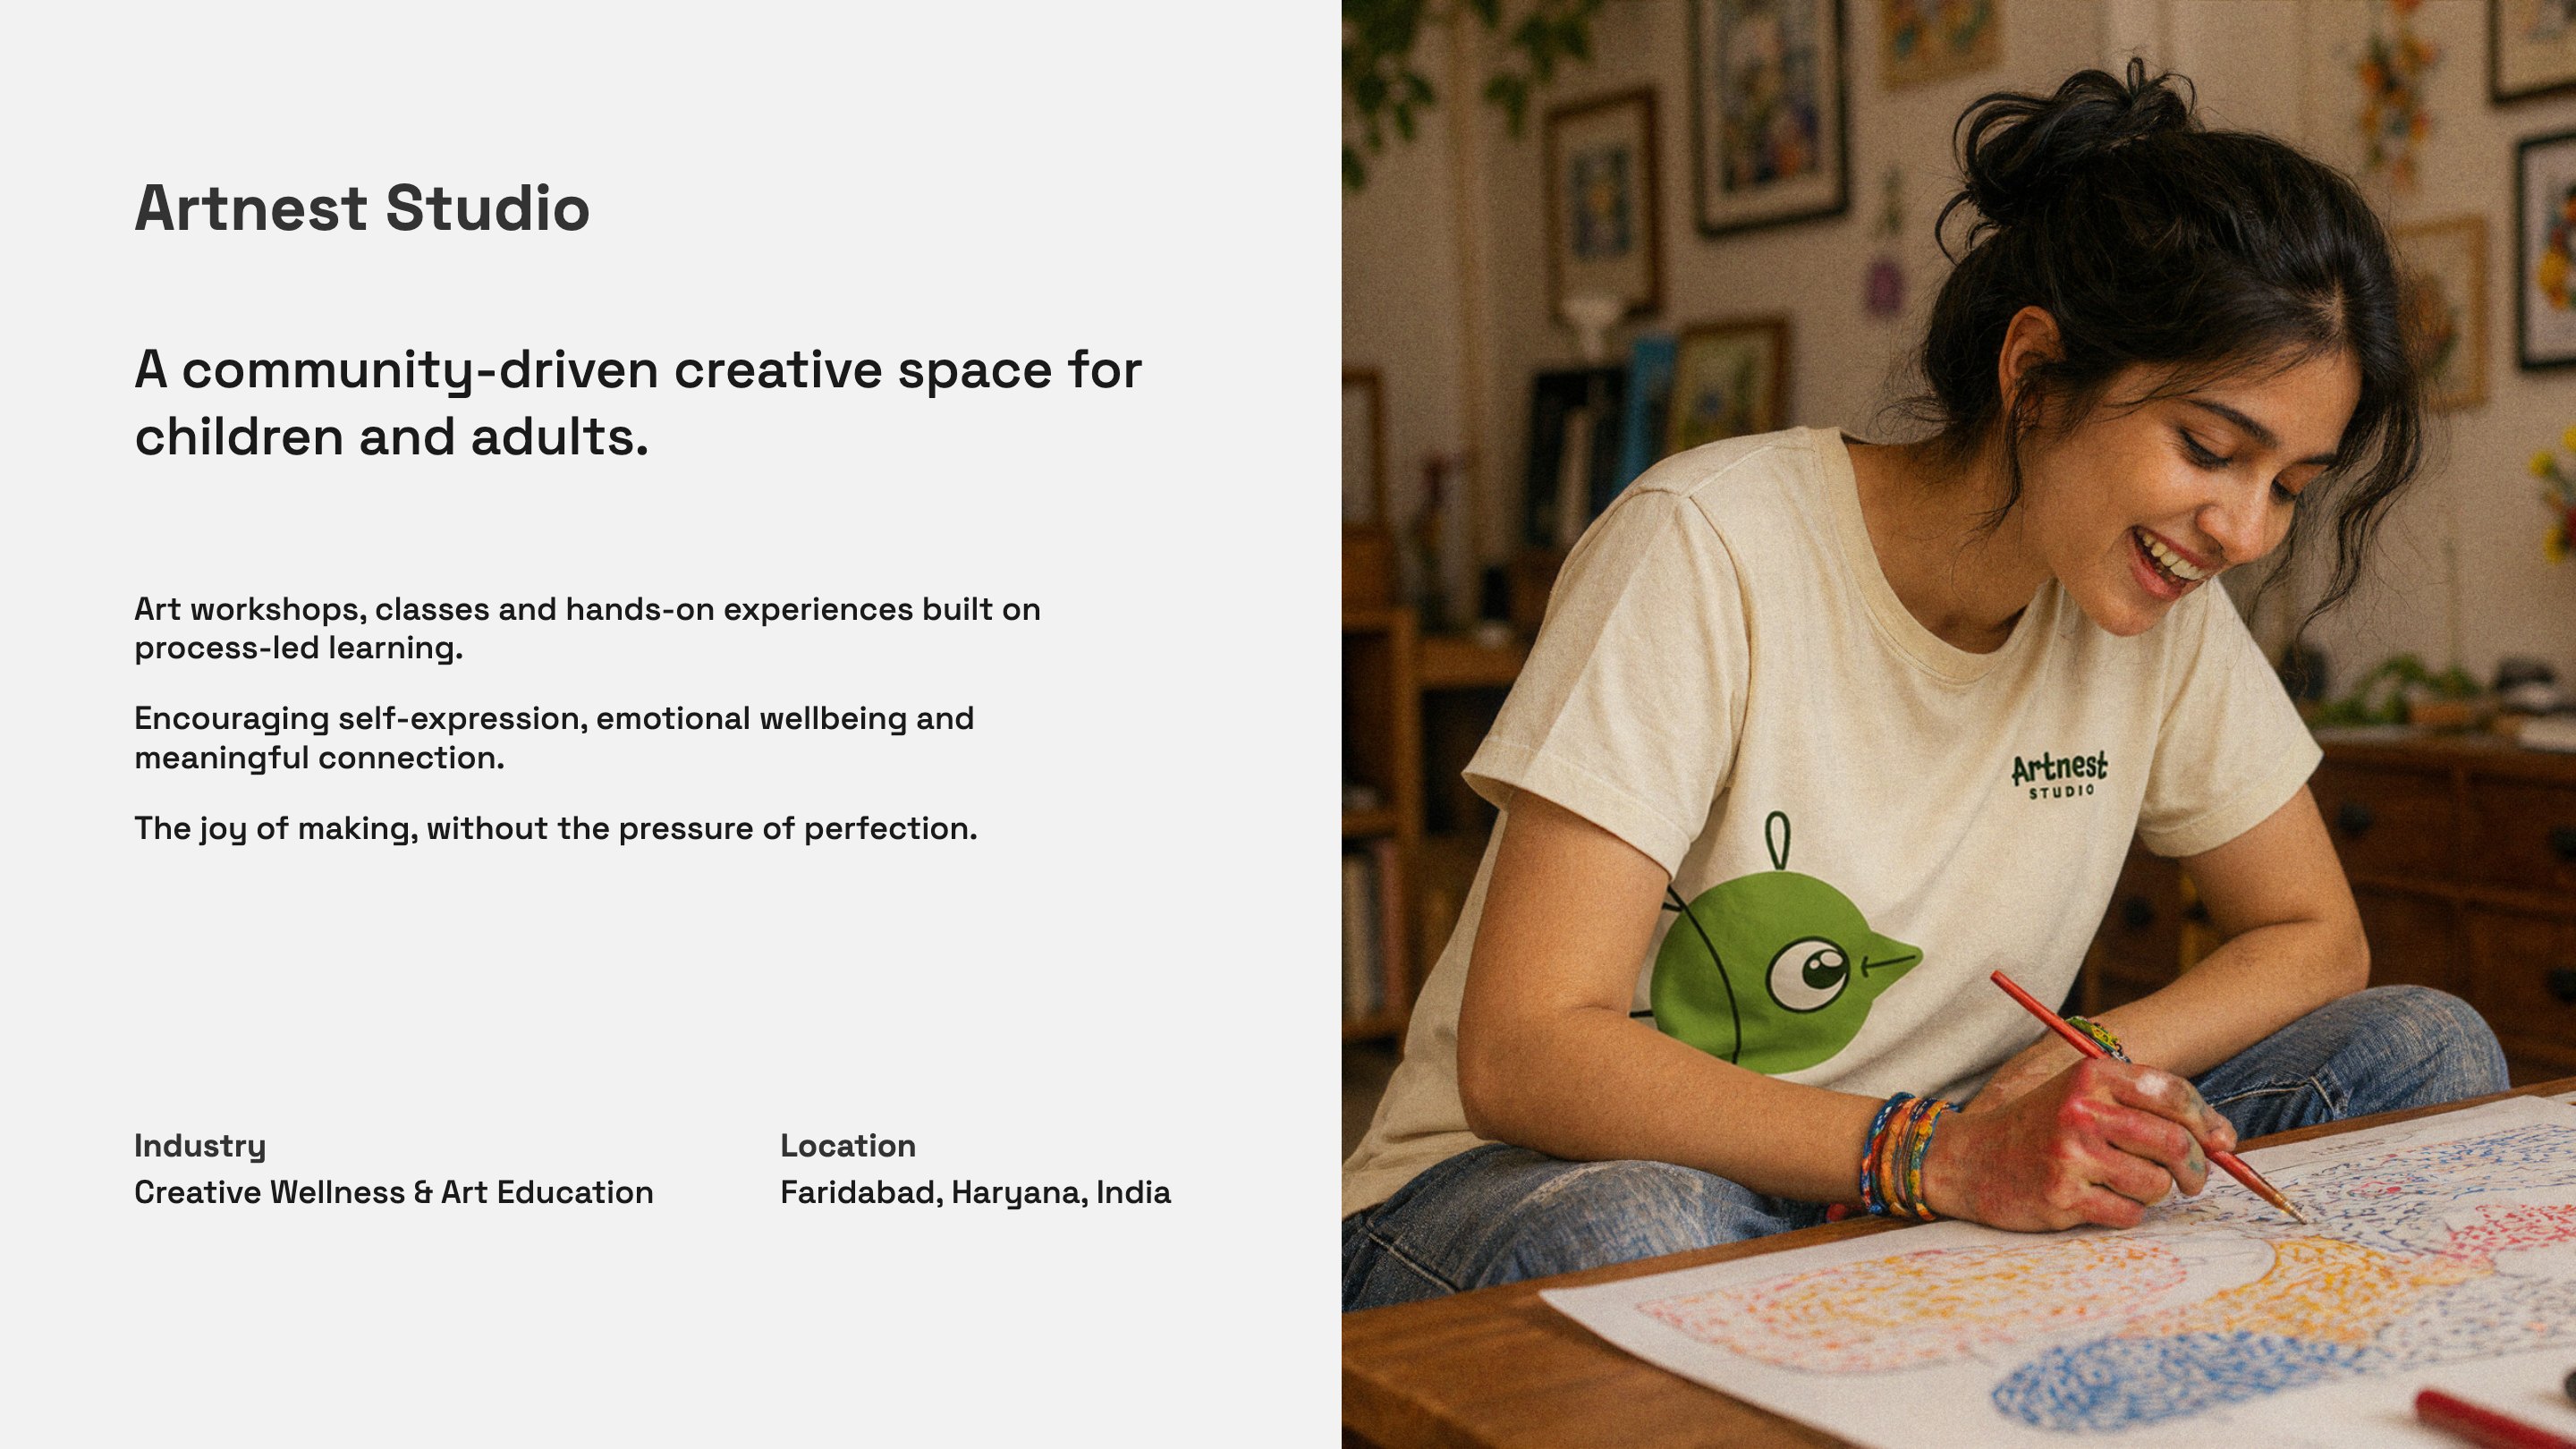 Artnest Studio
A community-driven creative space for
children and adults.
Art workshops, classes and hands-on experiences built on
process-led learning.
Encouraging self-expression, emotional wellbeing and
meaningful connection.
The joy of making, without the pressure of perfection.
Industry
Creative Wellness & Art Education
Location
Faridabad, Haryana, India
Artnest
STUDIO